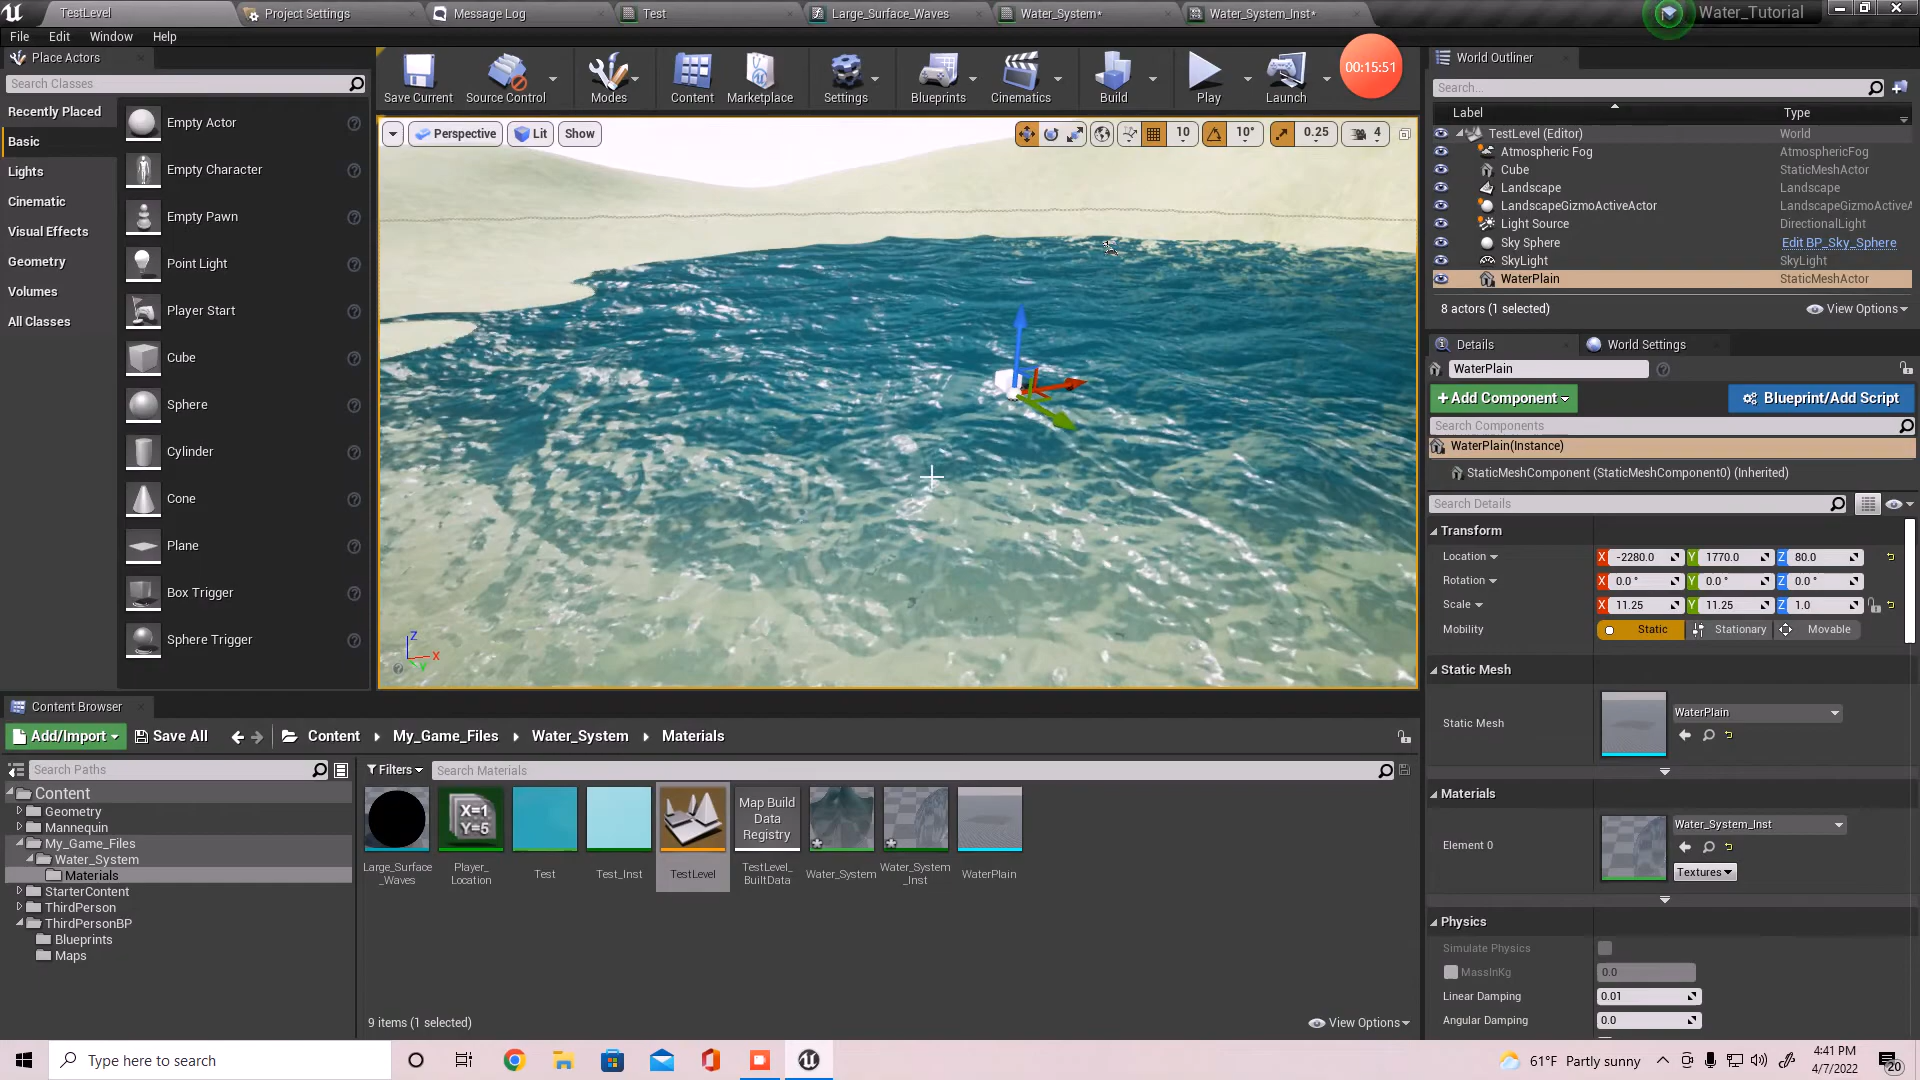 TestLevel
Project Settings
Message Log
Test
Large_Surface_Waves
Water_System*
Water_System_Inst*
Water_Tutorial
File Edit Window Help
Place Actors
Search Classes
Recently Placed
Basic
Lights
Cinematic
Visual Effects
Geometry
Volumes
All Classes
Empty Actor
Empty Character
Empty Pawn
Point Light
Player Start
Cube
Sphere
Cylinder
Cone
Plane
Box Trigger
Sphere Trigger
Save Current
Source Control
Modes
Content
Marketplace
Settings
Blueprints
Cinematics
Build
Play
Launch
00:15:51
Perspective Lit Show
10 10° 0.25 4
Z
X
Y
World Outliner
Search...
Label Type
TestLevel (Editor) World
Atmospheric Fog AtmosphericFog
Cube StaticMeshActor
Landscape Landscape
LandscapeGizmoActiveActor LandscapeGizmoActiveA
Light Source DirectionalLight
Sky Sphere Edit BP_Sky_Sphere
SkyLight SkyLight
WaterPlain StaticMeshActor
8 actors (1 selected) View Options
Details World Settings
WaterPlain
+Add Component Blueprint/Add Script
Search Components
WaterPlain(Instance)
StaticMeshComponent (StaticMeshComponent0) (Inherited)
Search Details
Transform
Location X -2280.0 Y 1770.0 Z 80.0
Rotation X 0.0 ° Y 0.0 ° Z 0.0 °
Scale X 11.25 Y 11.25 Z 1.0
Mobility Static Stationary Movable
Static Mesh
Static Mesh WaterPlain
Materials
Element 0 Water_System_Inst
Textures
Physics
Simulate Physics
MassInKg 0.0
Linear Damping 0.01
Angular Damping 0.0
Content Browser
Add/Import Save All Content My_Game_Files Water_System Materials
Search Paths
Filters Search Materials
Content
Geometry
Mannequin
My_Game_Files
Water_System
Materials
StarterContent
ThirdPerson
ThirdPersonBP
Blueprints
Maps
X=1
Y=5
Map Build
Data
Registry
Large_Surface
_Waves
Player_
Location
Test
Test_Inst
TestLevel
TestLevel_
BuiltData
Water_System
Water_System
_Inst
WaterPlain
9 items (1 selected) View Options
Type here to search
61°F Partly sunny
4:41 PM
4/7/2022
20